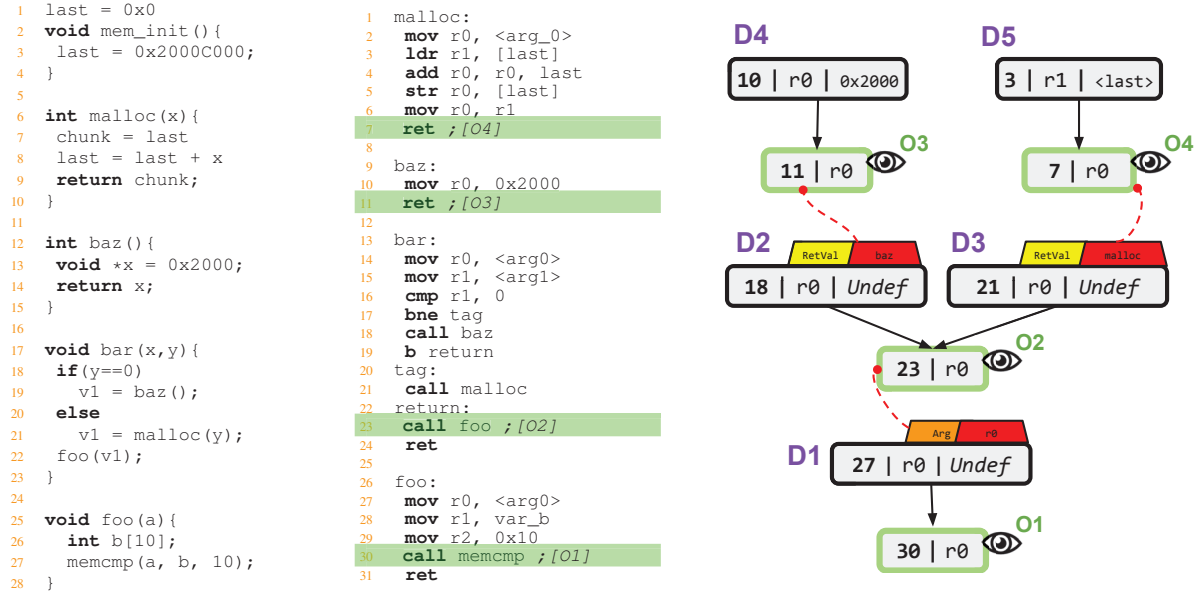 1 last = 0x0
2 void mem_init(){
3 last = 0x2000C000;
4 }
5
6 int malloc(x){
7 chunk = last
8 last = last + x
9 return chunk;
10 }
11
12 int baz(){
13 void *x = 0x2000;
14 return x;
15 }
16
17 void bar(x,y){
18 if(y==0)
19 v1 = baz();
20 else
21 v1 = malloc(y);
22 foo(v1);
23 }
24
25 void foo(a){
26 int b[10];
27 memcmp(a, b, 10);
28 }
1 malloc:
2 mov r0, <arg_0>
3 ldr r1, [last]
4 add r0, r0, last
5 str r0, [last]
6 mov r0, r1
7 ret ;[O4]
8
9 baz:
10 mov r0, 0x2000
11 ret ;[O3]
12
13 bar:
14 mov r0, <arg0>
15 mov r1, <arg1>
16 cmp r1, 0
17 bne tag
18 call baz
19 b return
20 tag:
21 call malloc
22 return:
23 call foo ;[O2]
24 ret
25
26 foo:
27 mov r0, <arg0>
28 mov r1, var_b
29 mov r2, 0x10
30 call memcmp ;[O1]
31 ret
D4 D5
10 | r0 | 0x2000 3 | r1 | <last>
O3 O4
11 | r0 7 | r0
D2 RetVal baz D3 RetVal malloc
18 | r0 | Undef 21 | r0 | Undef
O2
23 | r0
Arg r0
D1 27 | r0 | Undef
O1
30 | r0